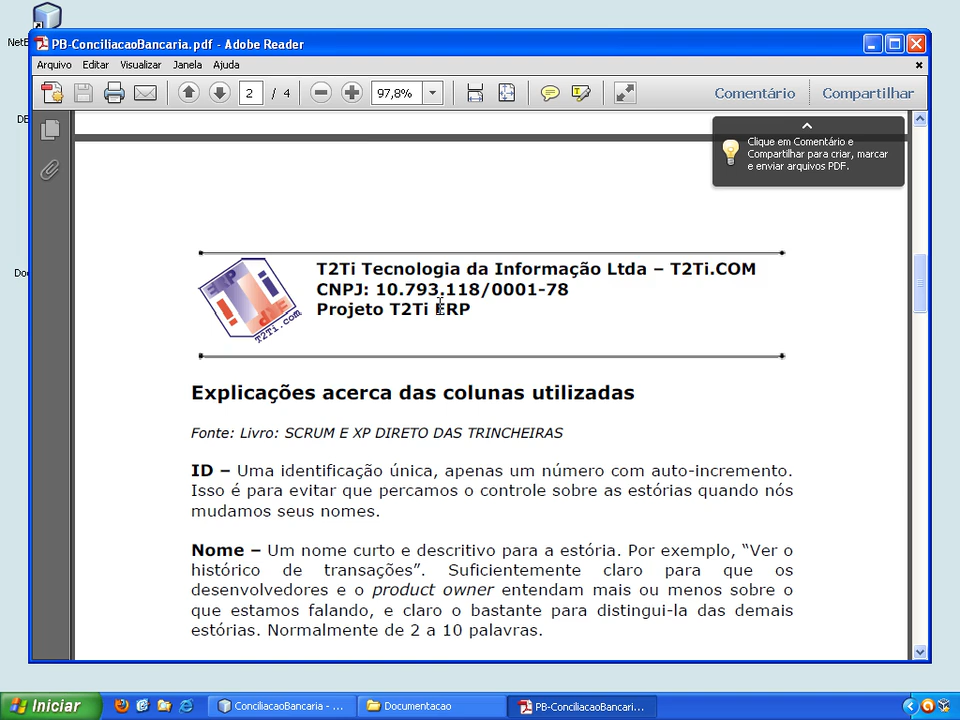 NetB
PB-ConciliacaoBancaria.pdf - Adobe Reader
Arquivo Editar Visualizar Janela Ajuda
2 / 4 97,8% Comentário Compartilhar
Clique em Comentário e
Compartilhar para criar, marcar
e enviar arquivos PDF.
T2Ti Tecnologia da Informação Ltda – T2Ti.COM
CNPJ: 10.793.118/0001-78
Projeto T2Ti ERP
T2Ti.com
Explicações acerca das colunas utilizadas
Fonte: Livro: SCRUM E XP DIRETO DAS TRINCHEIRAS
ID – Uma identificação única, apenas um número com auto-incremento.
Isso é para evitar que percamos o controle sobre as estórias quando nós
mudamos seus nomes.
Nome – Um nome curto e descritivo para a estória. Por exemplo, “Ver o
histórico de transações”. Suficientemente claro para que os
desenvolvedores e o product owner entendam mais ou menos sobre o
que estamos falando, e claro o bastante para distingui-la das demais
estórias. Normalmente de 2 a 10 palavras.
Iniciar
ConciliacaoBancaria - ...
Documentacao
PB-ConciliacaoBancari...